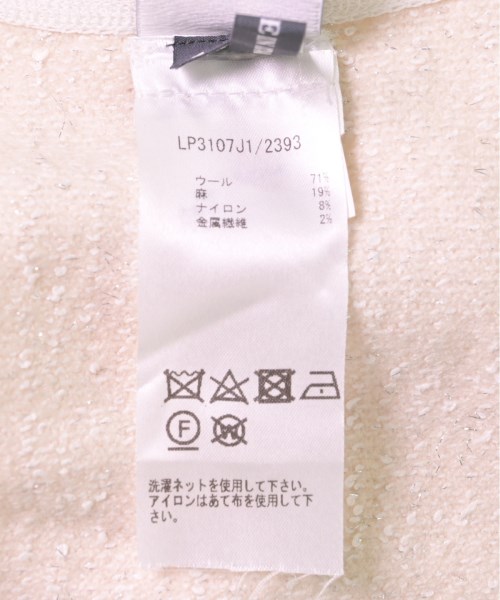 LP3107J1/2393
ウール 71%
麻 19%
ナイロン 8%
金属繊維 2%
F W
洗濯ネットを使用して下さい。
アイロンはあて布を使用して下
さい。